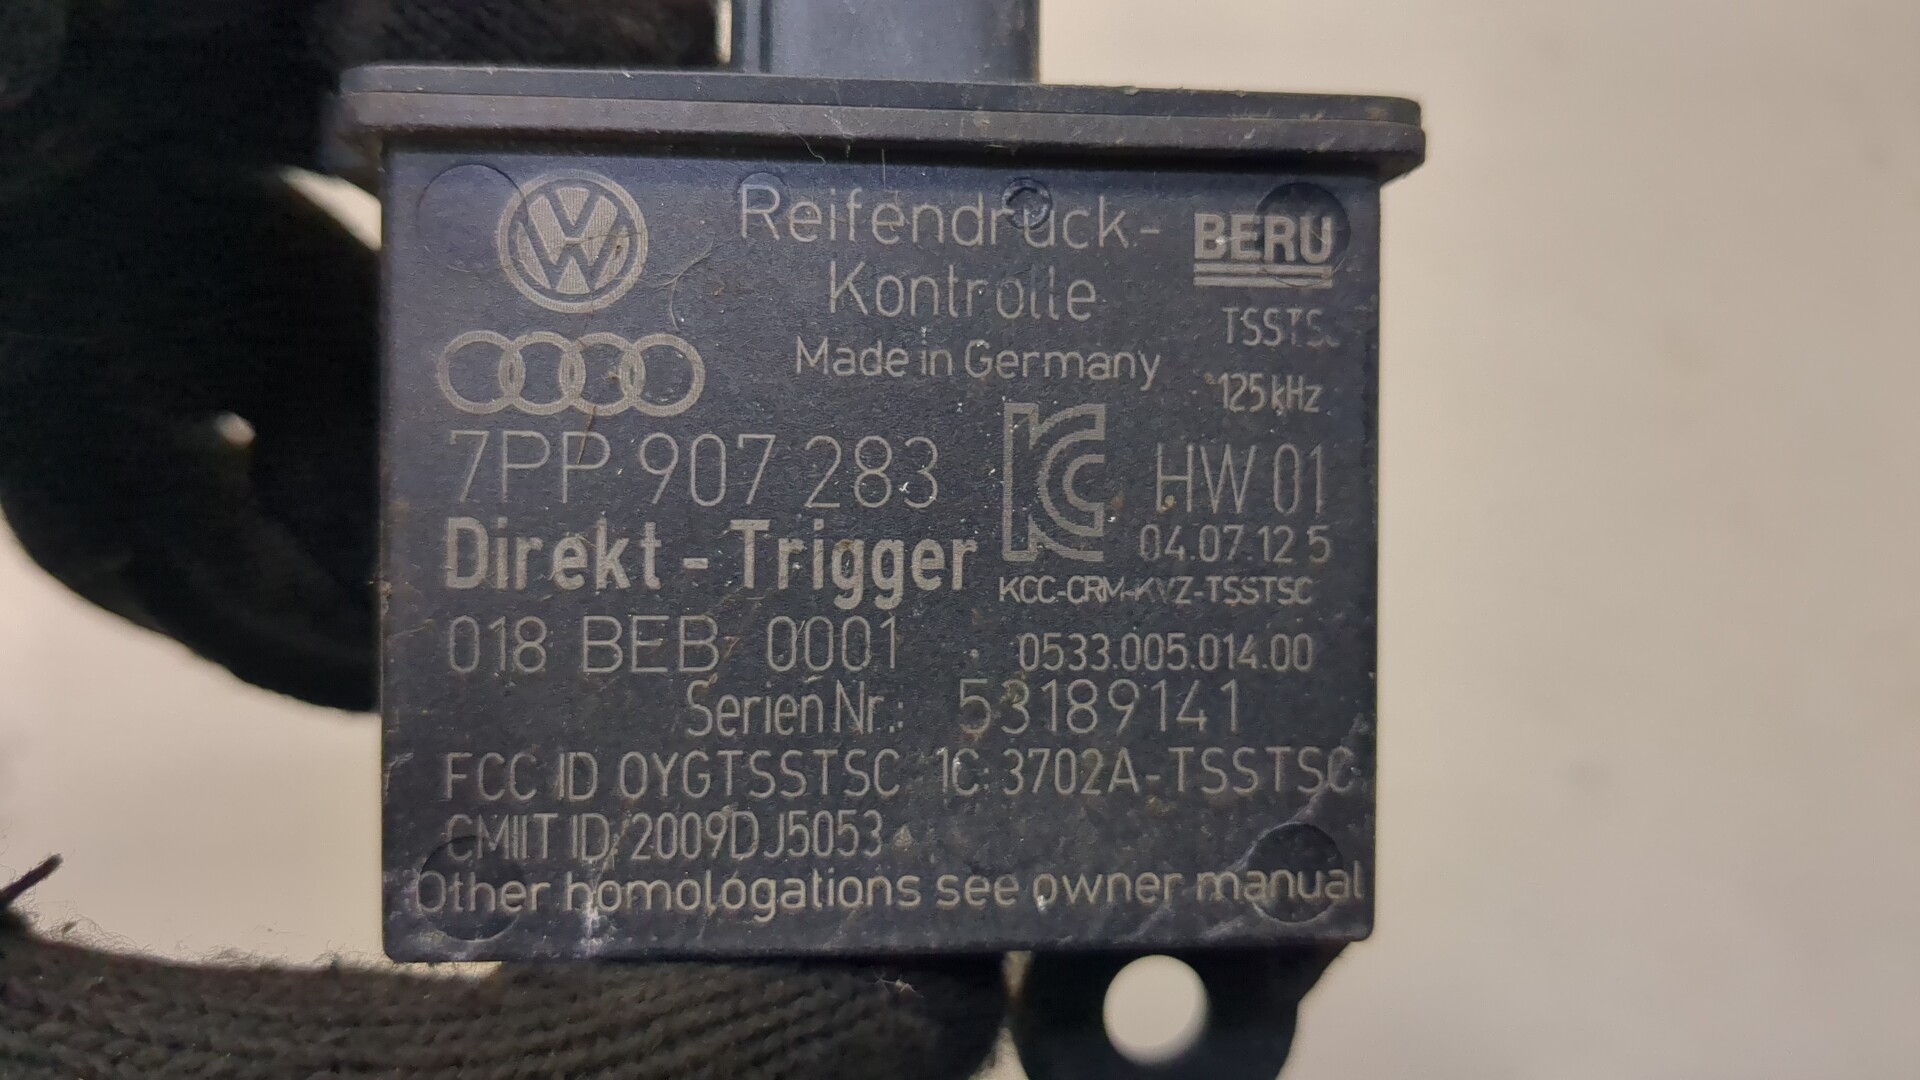 Reifendruck-
Kontrolle
BERU
Made in Germany
125 kHz
7PP 907 283
HW 01
Direkt - Trigger
04.07.12 5
KCC-CRM-KVZ-TSSTSC
018 BEB 0001
0533.005.014.00
Serien Nr.: 53189141
FCC ID OYGTSSTSC IC: 3702A-TSSTSC
CMIIT ID: 2009DJ5053
Other homologations see owner manual